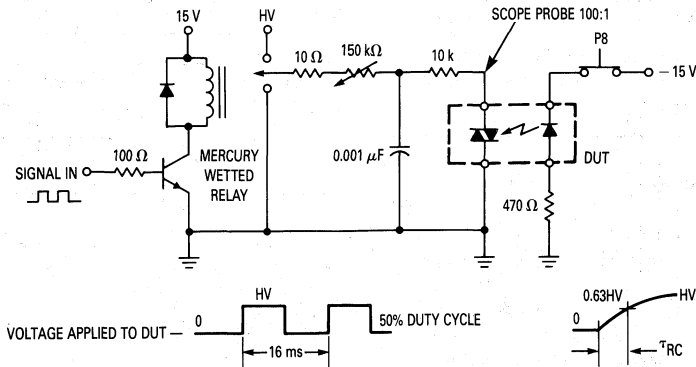 SCOPE PROBE 100:1
15 V
HV
P8
10 Ω
150 kΩ
10 k
– 15 V
100 Ω
MERCURY
WETTED
RELAY
0.001 μF
DUT
SIGNAL IN
470 Ω
VOLTAGE APPLIED TO DUT — 0
HV
50% DUTY CYCLE
16 ms
0.63HV
HV
0
τRC